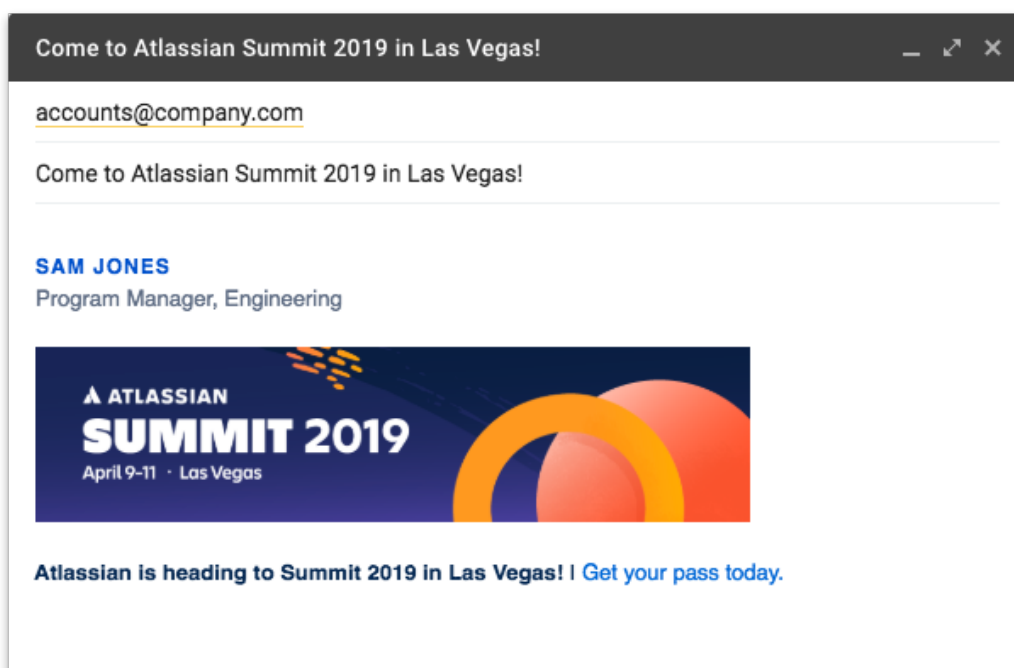 Come to Atlassian Summit 2019 in Las Vegas!
accounts@company.com
Come to Atlassian Summit 2019 in Las Vegas!
SAM JONES
Program Manager, Engineering
ATLASSIAN
SUMMIT 2019
April 9-11 · Las Vegas
Atlassian is heading to Summit 2019 in Las Vegas! | Get your pass today.